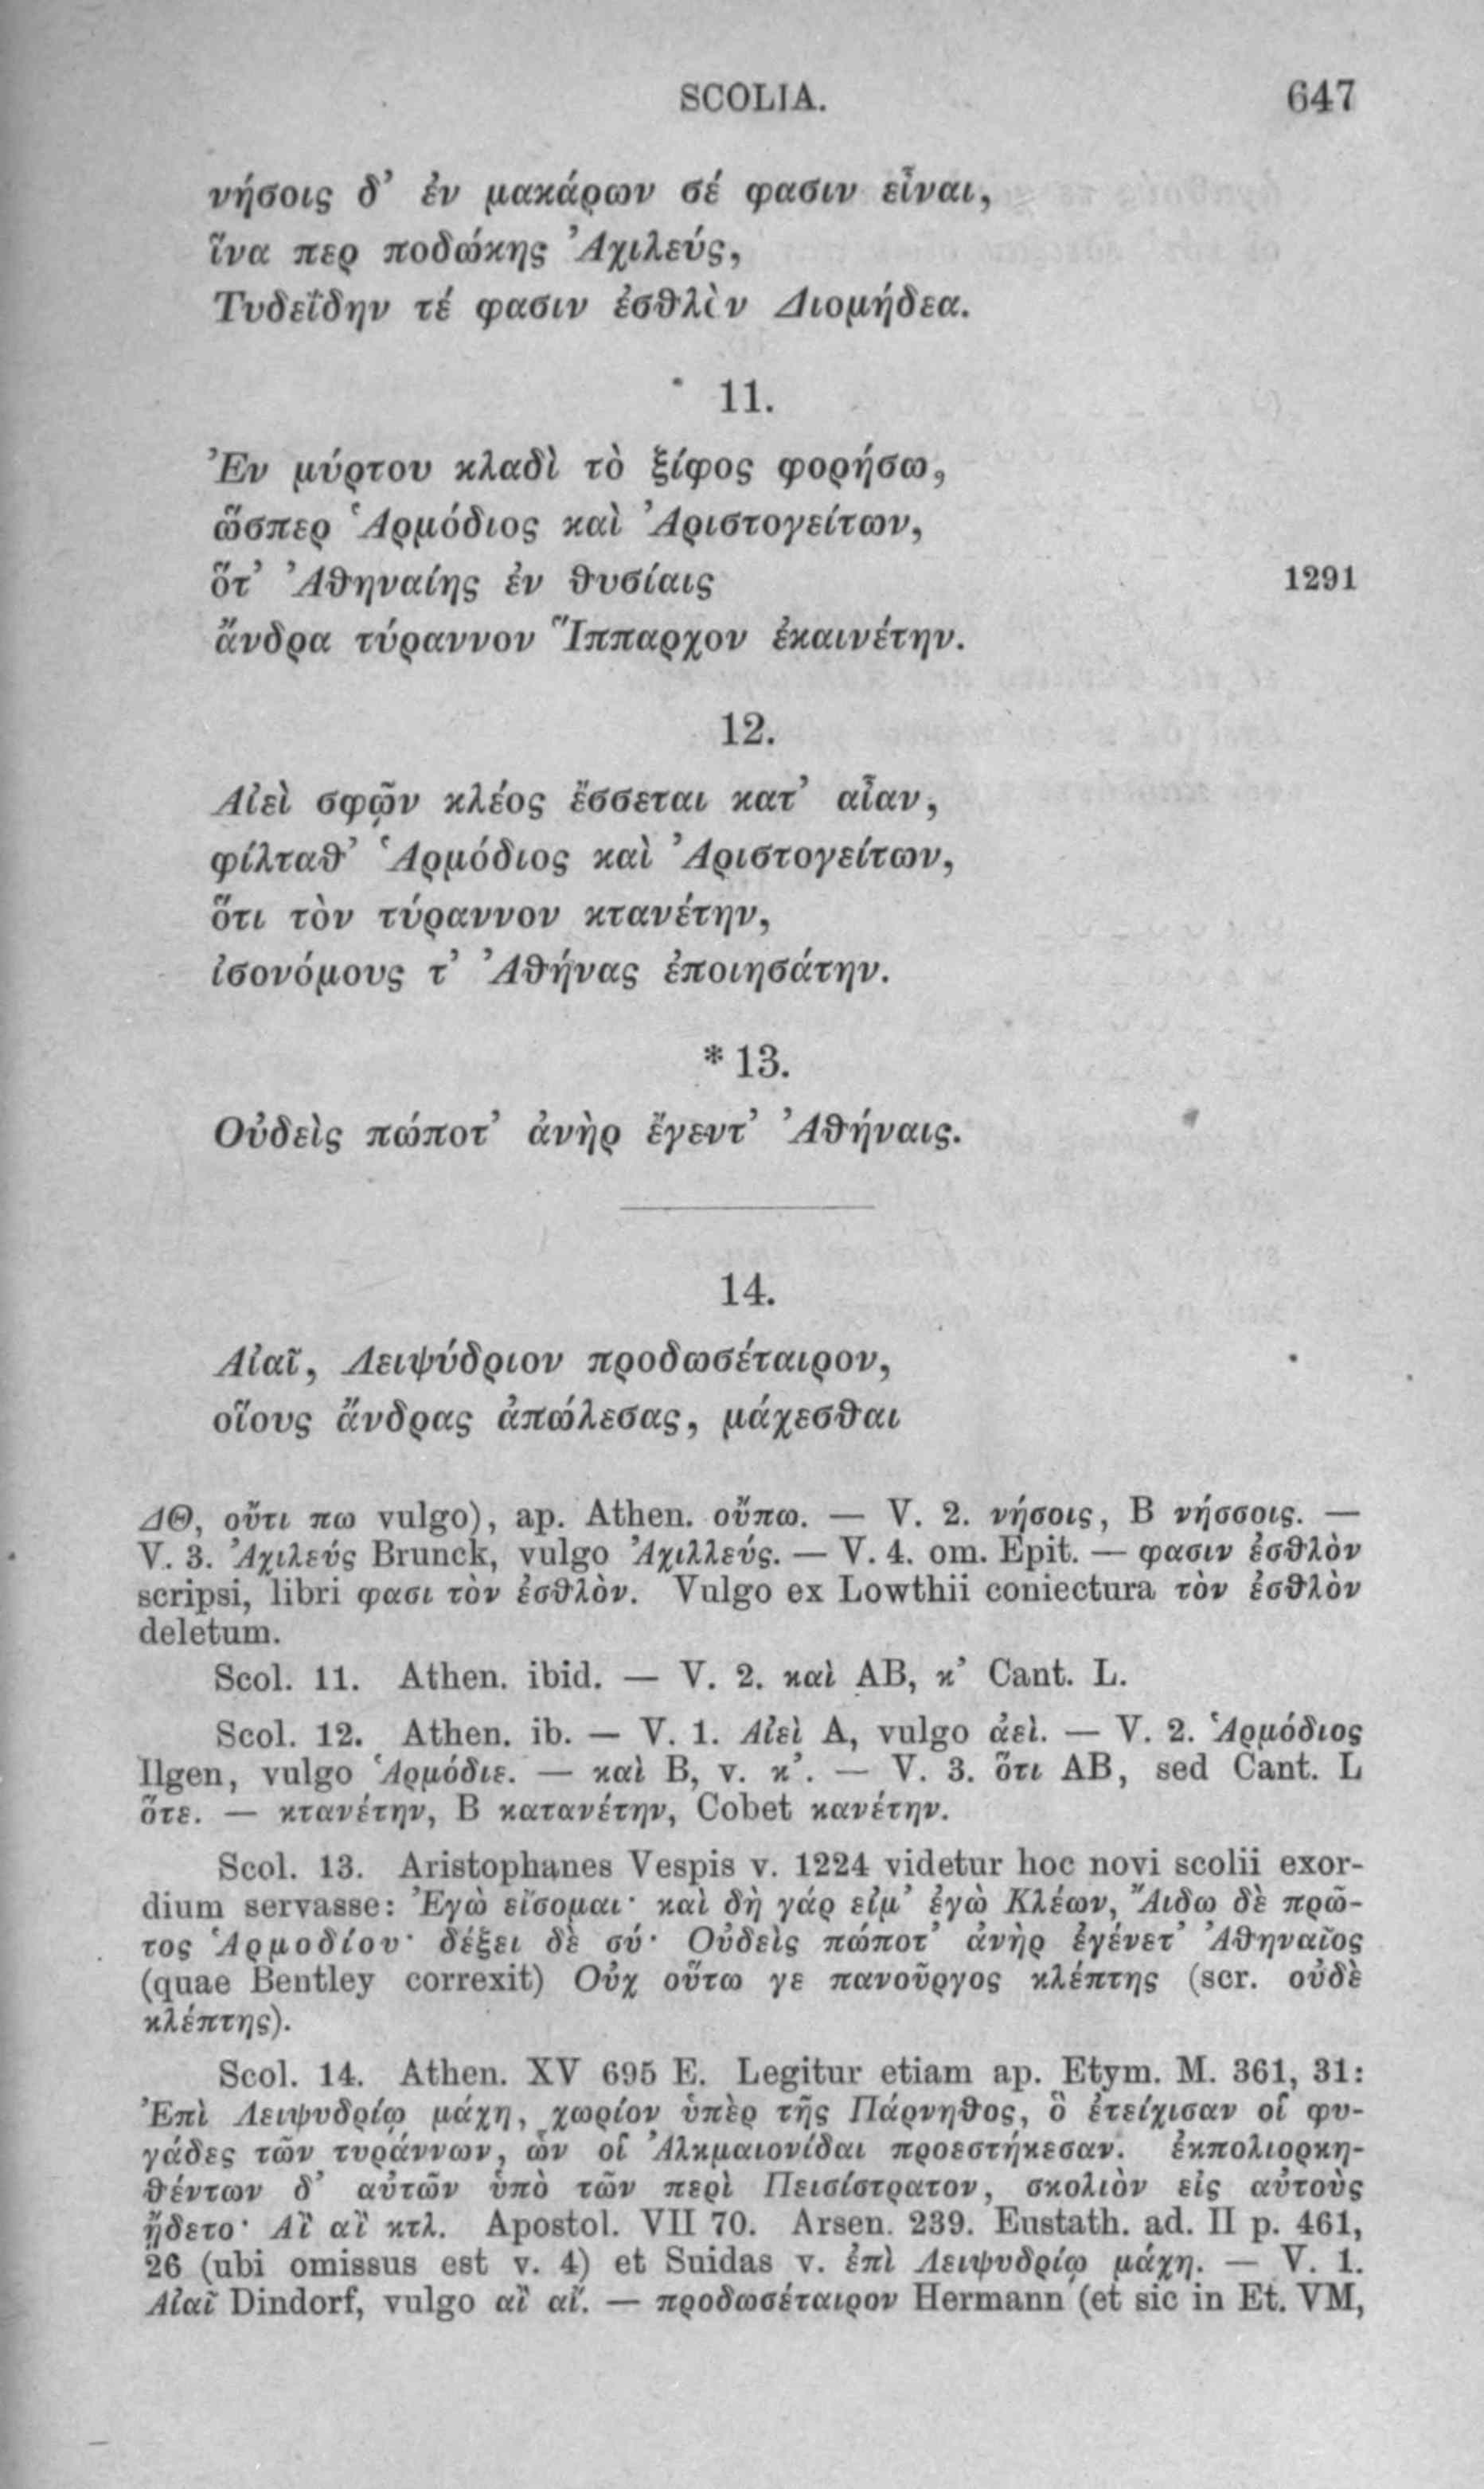 SCOLIA. 647
νήσοις δ’ ἐν μακάρων σέ φασιν εἶναι,
ἵνα περ ποδώκης Ἀχιλεύς,
Τυδεΐδην τέ φασιν ἐσθλὸν Διομήδεα.
11.
Ἐν μύρτου κλαδὶ τὸ ξίφος φορήσω,
ὥσπερ Ἁρμόδιος καὶ Ἀριστογείτων,
ὅτ’ Ἀθηναίης ἐν θυσίαις 1291
ἄνδρα τύραννον Ἵππαρχον ἐκαινέτην.
12.
Αἰεὶ σφῷν κλέος ἔσσεται κατ’ αἶαν,
φίλταθ’ Ἁρμόδιος καὶ Ἀριστογείτων,
ὅτι τὸν τύραννον κτανέτην,
ἰσονόμους τ’ Ἀθήνας ἐποιησάτην.
*13.
Οὐδεὶς πώποτ’ ἀνὴρ ἔγεντ’ Ἀθήναις.
14.
Αἰαῖ, Λειψύδριον προδωσέταιρον,
οἵους ἄνδρας ἀπώλεσας, μάχεσθαι
ΔΘ, οὔτι πω vulgo), ap. Athen. οὔπω. — V. 2. νήσοις, B νήσσοις. —
V. 3. Ἀχιλεύς Brunck, vulgo Ἀχιλλεύς. — V. 4. om. Epit. — φασιν ἐσθλὸν
scripsi, libri φασι τὸν ἐσθλὸν. Vulgo ex Lowthii coniectura τὸν ἐσθλὸν
deletum.
Scol. 11. Athen. ibid. — V. 2. καὶ AB, κ’ Cant. L.
Scol. 12. Athen. ib. — V. 1. Αἰεὶ A, vulgo ἀεὶ. — V. 2. Ἁρμόδιος
Ilgen, vulgo Ἁρμόδιε. — καὶ B, v. κ’. — V. 3. ὅτι AB, sed Cant. L
ὅτε. — κτανέτην, B κατανέτην, Cobet κανέτην.
Scol. 13. Aristophanes Vespis v. 1224 videtur hoc novi scolii exor-
dium servasse: Ἐγὼ εἴσομαι· καὶ δὴ γάρ εἰμ’ ἐγὼ Κλέων, Ἄιδω δὲ πρῶ-
τος Ἁρμοδίου· δέξει δὲ σύ· Οὐδεὶς πώποτ’ ἀνὴρ ἐγένετ’ Ἀθηναῖος
(quae Bentley correxit) Οὐχ οὕτω γε πανοῦργος κλέπτης (scr. οὐδὲ
κλέπτης).
Scol. 14. Athen. XV 695 E. Legitur etiam ap. Etym. M. 361, 31:
Ἐπὶ Λειψυδρίῳ μάχη, χωρίον ὑπὲρ τῆς Πάρνηθος, ὃ ἐτείχισαν οἱ φυ-
γάδες τῶν τυράννων, ὧν οἱ Ἀλκμαιονίδαι προεστήκεσαν. ἐκπολιορκη-
θέντων δ’ αὐτῶν ὑπὸ τῶν περὶ Πεισίστρατον, σκολιὸν εἰς αὐτοὺς
ᾔδετο· Αἲ αἲ κτλ. Apostol. VII 70. Arsen. 239. Eustath. ad. Il p. 461,
26 (ubi omissus est v. 4) et Suidas v. ἐπὶ Λειψυδρίῳ μάχη. — V. 1.
Αἰαῖ Dindorf, vulgo αἲ αἴ. — προδωσέταιρον Hermann (et sic in Et. VM,